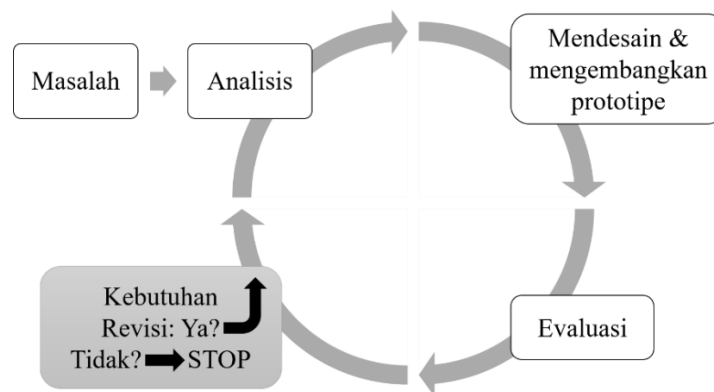 Masalah
Analisis
Mendesain &
mengembangkan
prototipe
Evaluasi
Kebutuhan
Revisi: Ya?
Tidak? STOP